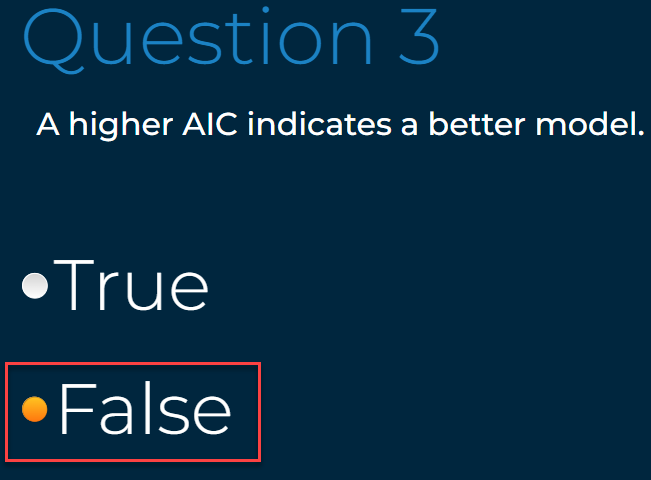 Question 3
A higher AIC indicates a better model.
True
False